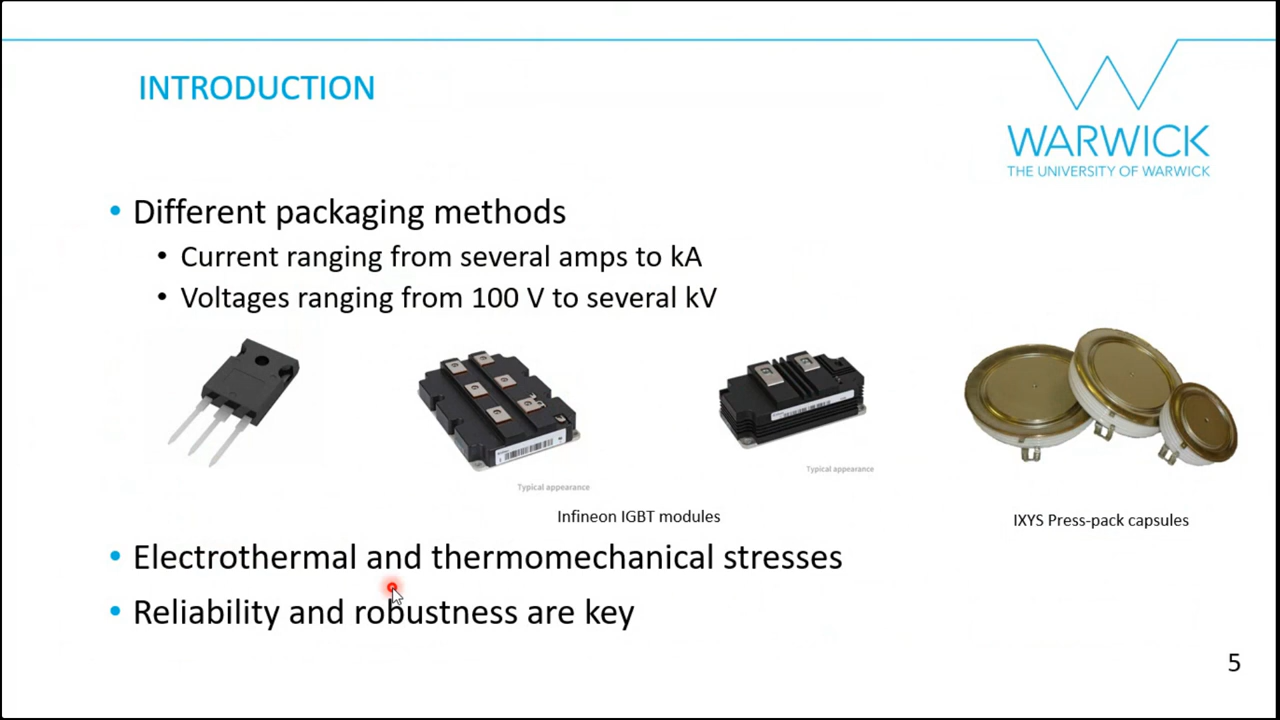 INTRODUCTION
WARWICK
THE UNIVERSITY OF WARWICK
• Different packaging methods
• Current ranging from several amps to kA
• Voltages ranging from 100 V to several kV
Typical appearance
Typical appearance
Infineon IGBT modules
IXYS Press-pack capsules
• Electrothermal and thermomechanical stresses
• Reliability and robustness are key
5